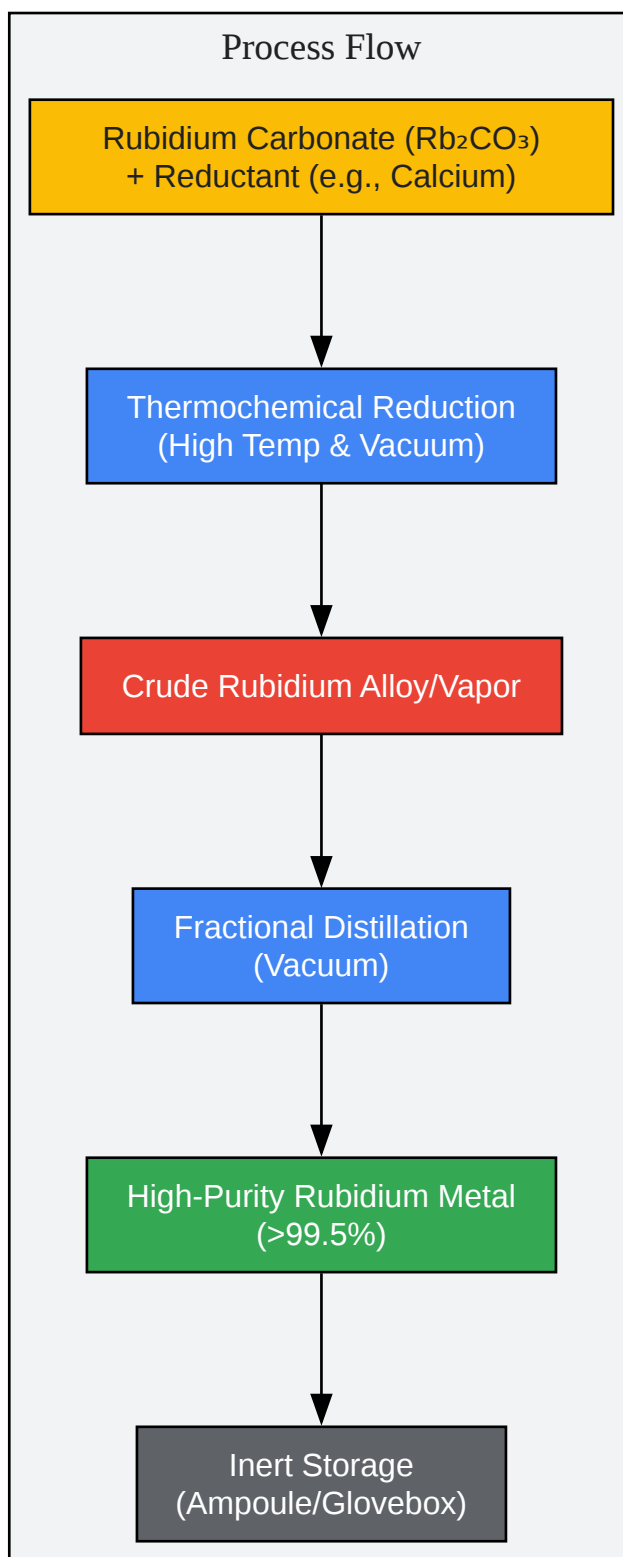 Process Flow
Rubidium Carbonate (Rb₂CO₃)
+ Reductant (e.g., Calcium)
Thermochemical Reduction
(High Temp & Vacuum)
Crude Rubidium Alloy/Vapor
Fractional Distillation
(Vacuum)
High-Purity Rubidium Metal
(>99.5%)
Inert Storage
(Ampoule/Glovebox)